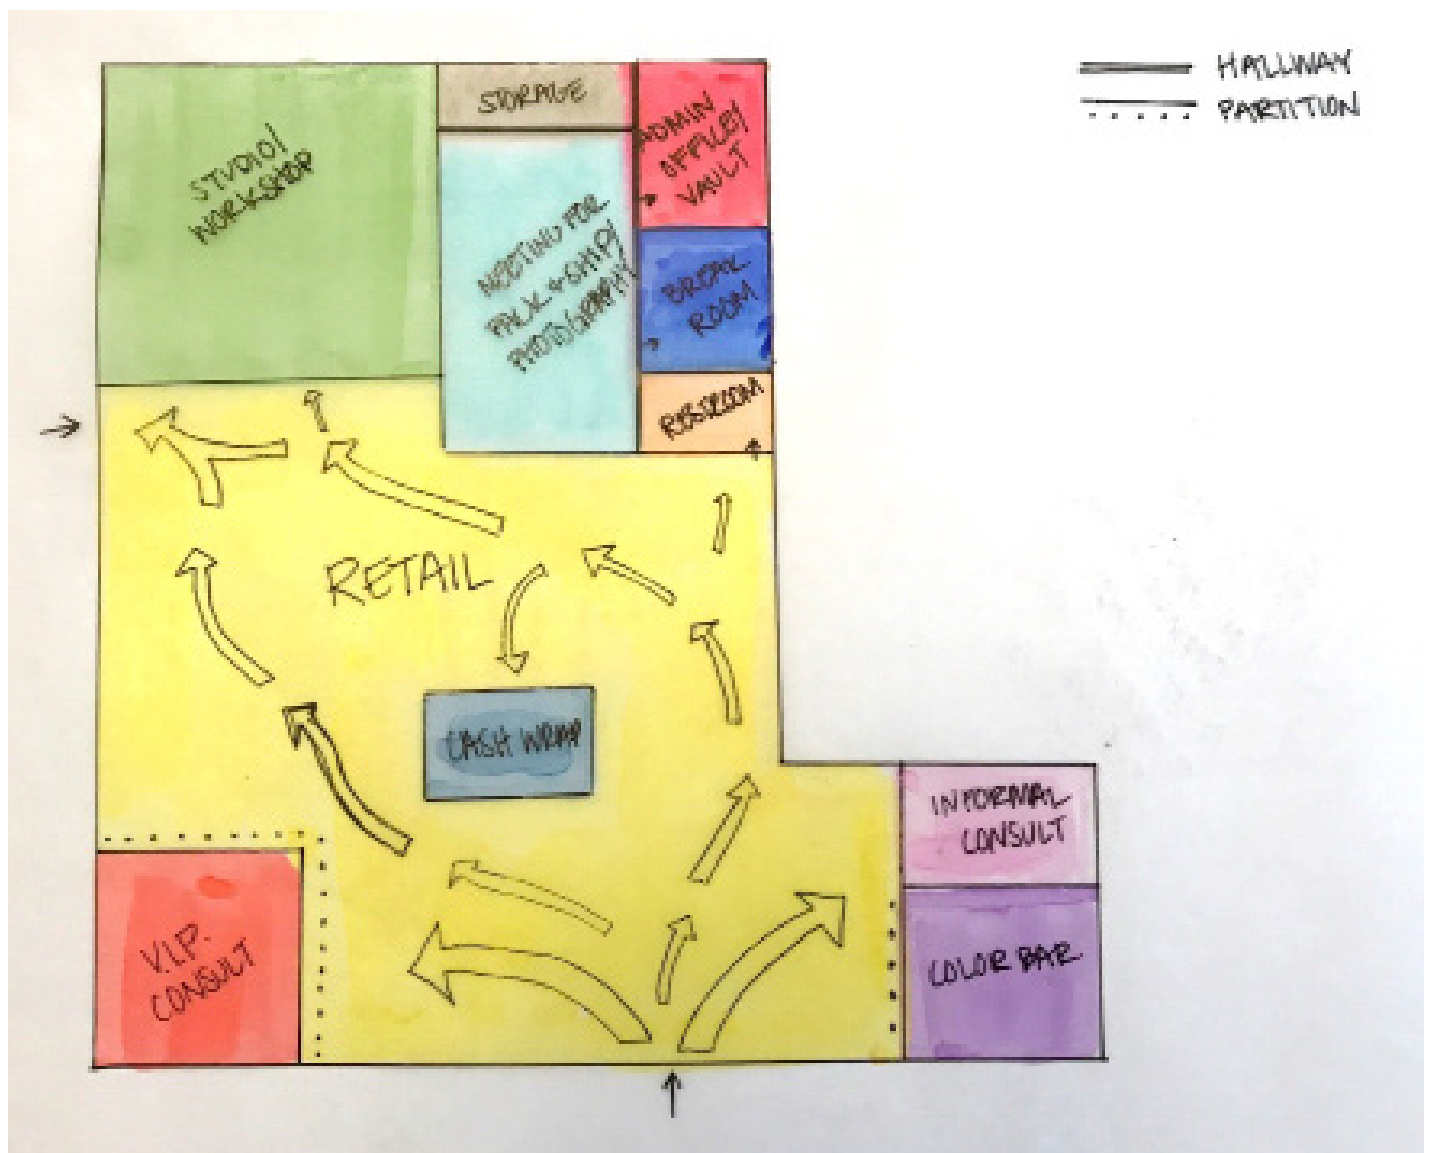 HALLWAY
PARTITION
STORAGE
ADMIN
OFFICE/
VAULT
STUDIO/
WORKSHOP
MEETING FOR
PACK & SHIP/
PHOTOGRAPHY
BREAK
ROOM
RESTROOM
RETAIL
CASH WRAP
INFORMAL
CONSULT
V.I.P.
CONSULT
COLOR BAR